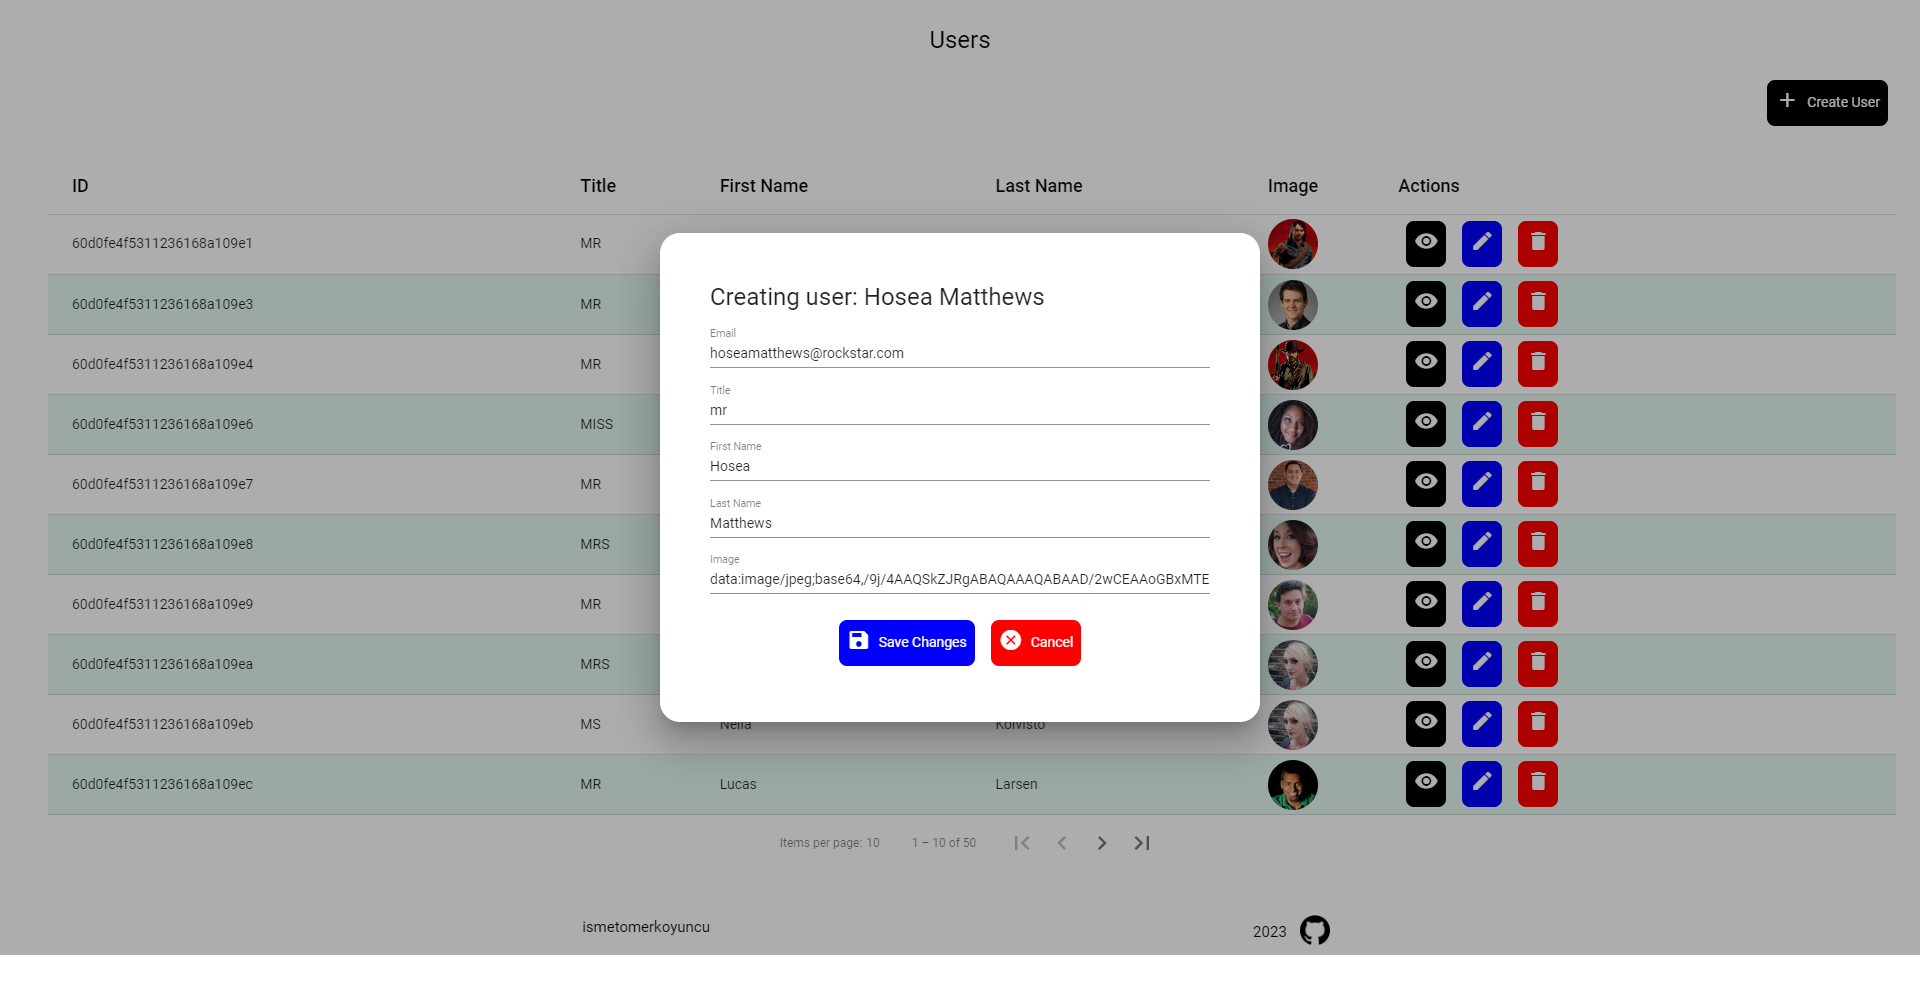 Users
Create User
ID Title First Name Last Name Image Actions
60d0fe4f5311236168a109e1 MR
60d0fe4f5311236168a109e3 MR
60d0fe4f5311236168a109e4 MR
60d0fe4f5311236168a109e6 MISS
60d0fe4f5311236168a109e7 MR
60d0fe4f5311236168a109e8 MRS
60d0fe4f5311236168a109e9 MR
60d0fe4f5311236168a109ea MRS
60d0fe4f5311236168a109eb MS Nella Koivisto
60d0fe4f5311236168a109ec MR Lucas Larsen
Creating user: Hosea Matthews
Email
hoseamatthews@rockstar.com
Title
mr
First Name
Hosea
Last Name
Matthews
Image
data:image/jpeg;base64,/9j/4AAQSkZJRgABAQAAAQABAAD/2wCEAAoGBxMTE
Save Changes Cancel
Items per page: 10 1 – 10 of 50
ismetomerkoyuncu 2023